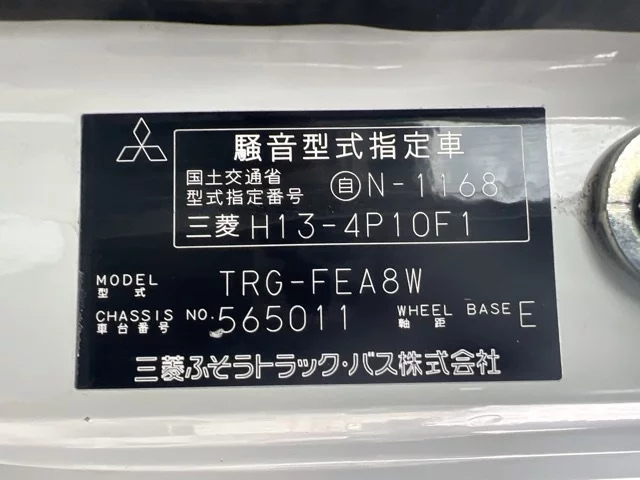 騒音型式指定車
国土交通省
型式指定番号 自 N-1168
三菱 H13-4P10F1
MODEL TRG-FEA8W
型式
CHASSIS NO. 565011 WHEEL BASE E
車台番号 軸距
三菱ふそうトラック・バス株式会社